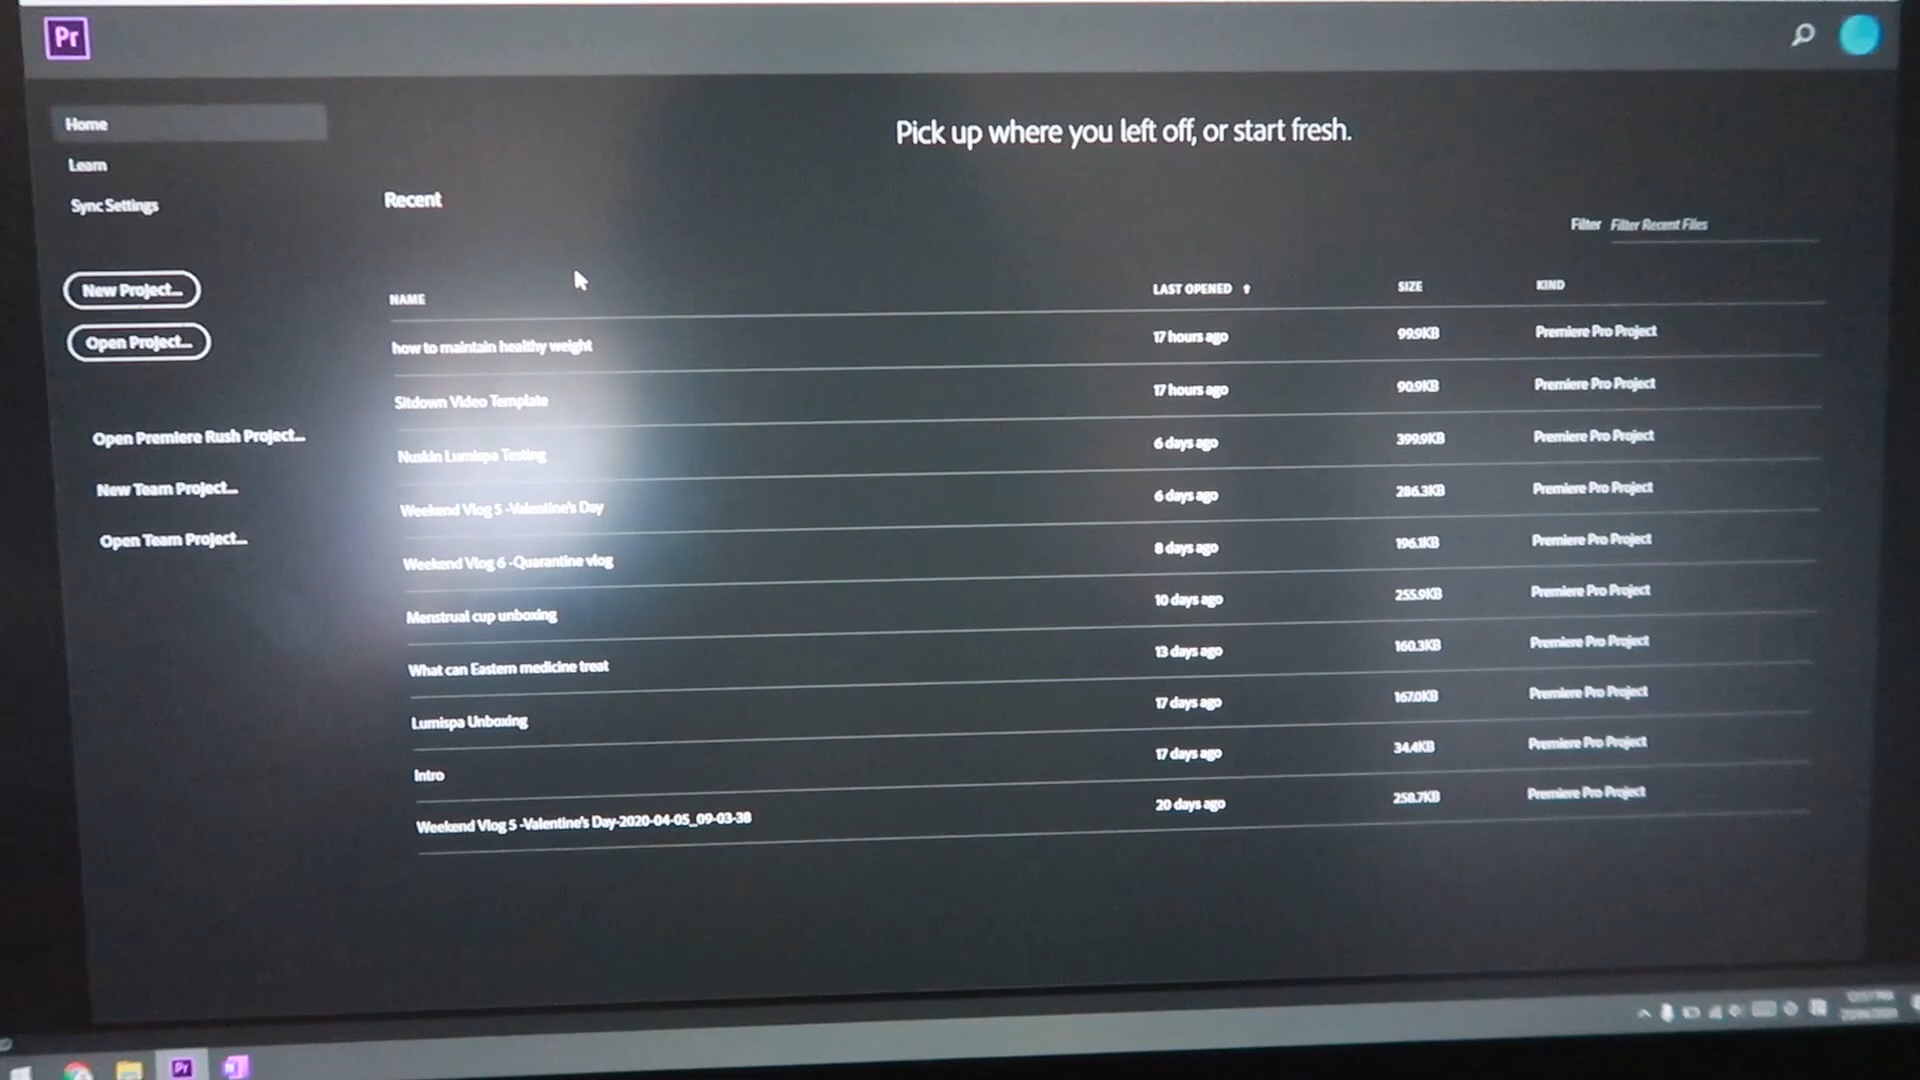 Pr
Home
Learn
Sync Settings
New Project...
Open Project...
Open Premiere Rush Project...
New Team Project...
Open Team Project...
Pick up where you left off, or start fresh.
Recent
Filter Filter Recent Files
NAME LAST OPENED ↑ SIZE KIND
how to maintain healthy weight 17 hours ago 99.9KB Premiere Pro Project
Sitdown Video Template 17 hours ago 90.9KB Premiere Pro Project
Nuskin Lumispa Testing 6 days ago 399.9KB Premiere Pro Project
Weekend Vlog 5 -Valentine's Day 6 days ago 286.3KB Premiere Pro Project
Weekend Vlog 6 -Quarantine vlog 8 days ago 196.1KB Premiere Pro Project
Menstrual cup unboxing 10 days ago 255.9KB Premiere Pro Project
What can Eastern medicine treat 13 days ago 160.3KB Premiere Pro Project
Lumispa Unboxing 17 days ago 167.0KB Premiere Pro Project
Intro 17 days ago 34.4KB Premiere Pro Project
Weekend Vlog 5 -Valentine's Day-2020-04-05_09-03-38 20 days ago 258.7KB Premiere Pro Project
Pr
N